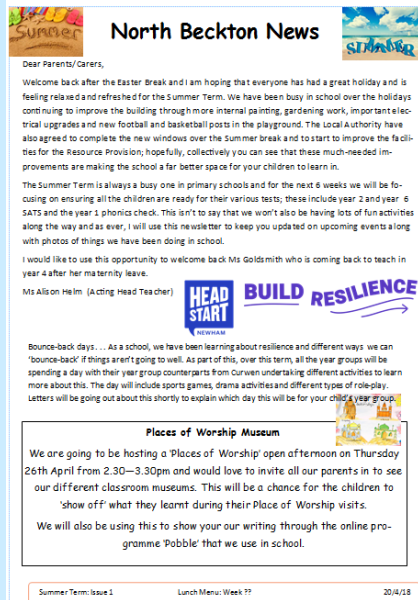 Summer
North Beckton News
SUMMER
Dear Parents/Carers,
Welcome back after the Easter Break and I am hoping that everyone has had a great holiday and is
feeling relaxed and refreshed for the Summer Term. We have been busy in school over the holidays
continuing to improve the building through more internal painting, gardening work, important elec-
trical upgrades and new football and basketball posts in the playground. The Local Authority have
also agreed to complete the new windows over the Summer break and to start to improve the facili-
ties for the Resource Provision; hopefully, collectively you can see that these much-needed im-
provements are making the school a far better space for your children to learn in.
The Summer Term is always a busy one in primary schools and for the next 6 weeks we will be fo-
cusing on ensuring all the children are ready for their various tests; these include year 2 and year 6
SATS and the year 1 phonics check. This isn't to say that we won't also be having lots of fun activities
along the way and as ever, I will use this newsletter to keep you updated on upcoming events along
with photos of things we have been doing in school.
I would like to use this opportunity to welcome back Ms Goldsmith who is coming back to teach in
year 4 after her maternity leave.
Ms Alison Helm (Acting Head Teacher)
HEAD
START
NEWHAM
BUILD RESILIENCE
Bounce-back days . . . As a school, we have been learning about resilience and different ways we can
'bounce-back' if things aren't going to well. As part of this, over this term, all the year groups will be
spending a day with their year group counterparts from Curwen undertaking different activities to learn
more about this. The day will include sports games, drama activities and different types of role-play.
Letters will be going out about this shortly to explain which day this will be for your child's year group.
Places of Worship Museum
We are going to be hosting a 'Places of Worship' open afternoon on Thursday
26th April from 2.30—3.30pm and would love to invite all our parents in to see
our different classroom museums. This will be a chance for the children to
'show off' what they learnt during their Place of Worship visits.
We will also be using this to show your our writing through the online pro-
gramme 'Pobble' that we use in school.
Summer Term: Issue 1 Lunch Menu: Week ?? 20/4/18